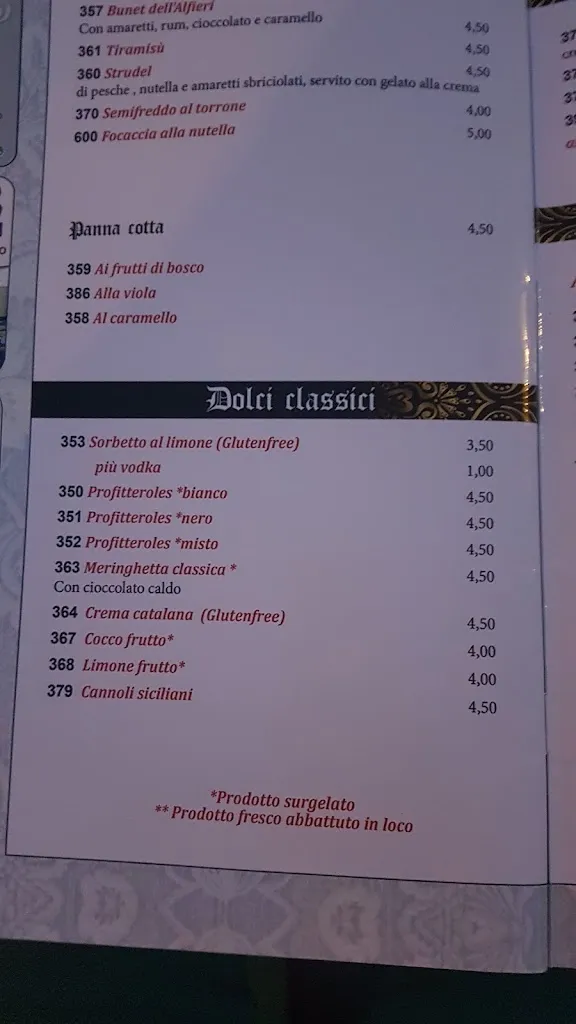 357 Bunet dell'Alfieri 4,50
Con amaretti, rum, cioccolato e caramello
361 Tiramisù 4,50
360 Strudel 4,50
di pesche , nutella e amaretti sbriciolati, servito con gelato alla crema
370 Semifreddo al torrone 4,00
600 Focaccia alla nutella 5,00
Panna cotta 4,50
359 Ai frutti di bosco
386 Alla viola
358 Al caramello
Dolci classici
353 Sorbetto al limone (Glutenfree) 3,50
più vodka 1,00
350 Profitteroles *bianco 4,50
351 Profitteroles *nero 4,50
352 Profitteroles *misto 4,50
363 Meringhetta classica * 4,50
Con cioccolato caldo
364 Crema catalana (Glutenfree) 4,50
367 Cocco frutto* 4,00
368 Limone frutto* 4,00
379 Cannoli siciliani 4,50
*Prodotto surgelato
** Prodotto fresco abbattuto in loco